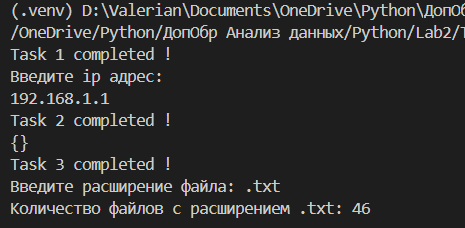 (.venv) D:\Valerian\Documents\OneDrive\Python\ДопОб
/OneDrive/Python/ДопОбр Анализ данных/Python/Lab2/T
Task 1 completed !
Введите ip адрес:
192.168.1.1
Task 2 completed !
{}
Task 3 completed !
Введите расширение файла: .txt
Количество файлов с расширением .txt: 46